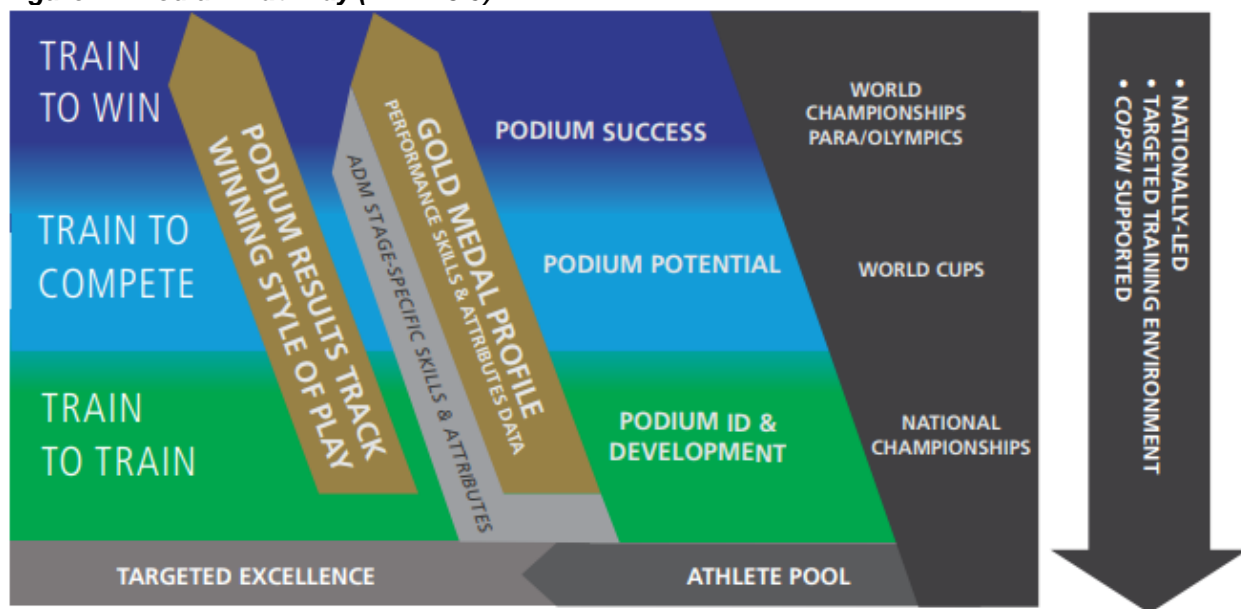 TRAIN
TO WIN
TRAIN TO
COMPETE
TRAIN
TO TRAIN
PODIUM RESULTS TRACK
WINNING STYLE OF PLAY
ADM STAGE-SPECIFIC SKILLS & ATTRIBUTES
GOLD MEDAL PROFILE
PERFORMANCE SKILLS & ATTRIBUTES DATA
PODIUM SUCCESS
PODIUM POTENTIAL
PODIUM ID &
DEVELOPMENT
WORLD
CHAMPIONSHIPS
PARA/OLYMPICS
WORLD CUPS
NATIONAL
CHAMPIONSHIPS
• NATIONALLY-LED
• TARGETED TRAINING ENVIRONMENT
• COPSIN SUPPORTED
TARGETED EXCELLENCE
ATHLETE POOL